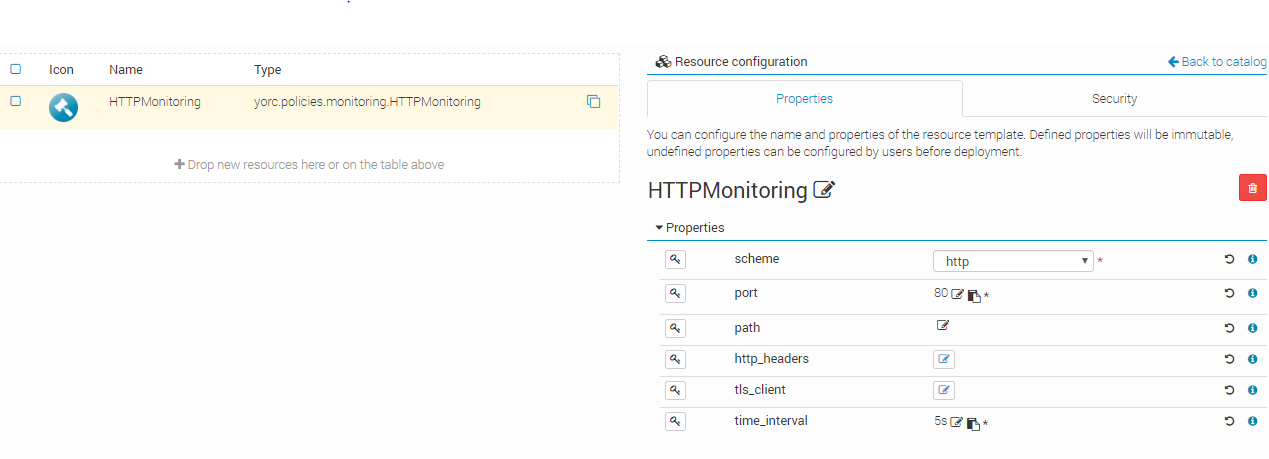 Icon Name Type
HTTPMonitoring yorc.policies.monitoring.HTTPMonitoring
Drop new resources here or on the table above
Resource configuration Back to catalog
Properties Security
You can configure the name and properties of the resource template. Defined properties will be immutable,
undefined properties can be configured by users before deployment.
HTTPMonitoring
Properties
scheme http *
port 80 *
path
http_headers
tls_client
time_interval 5s *